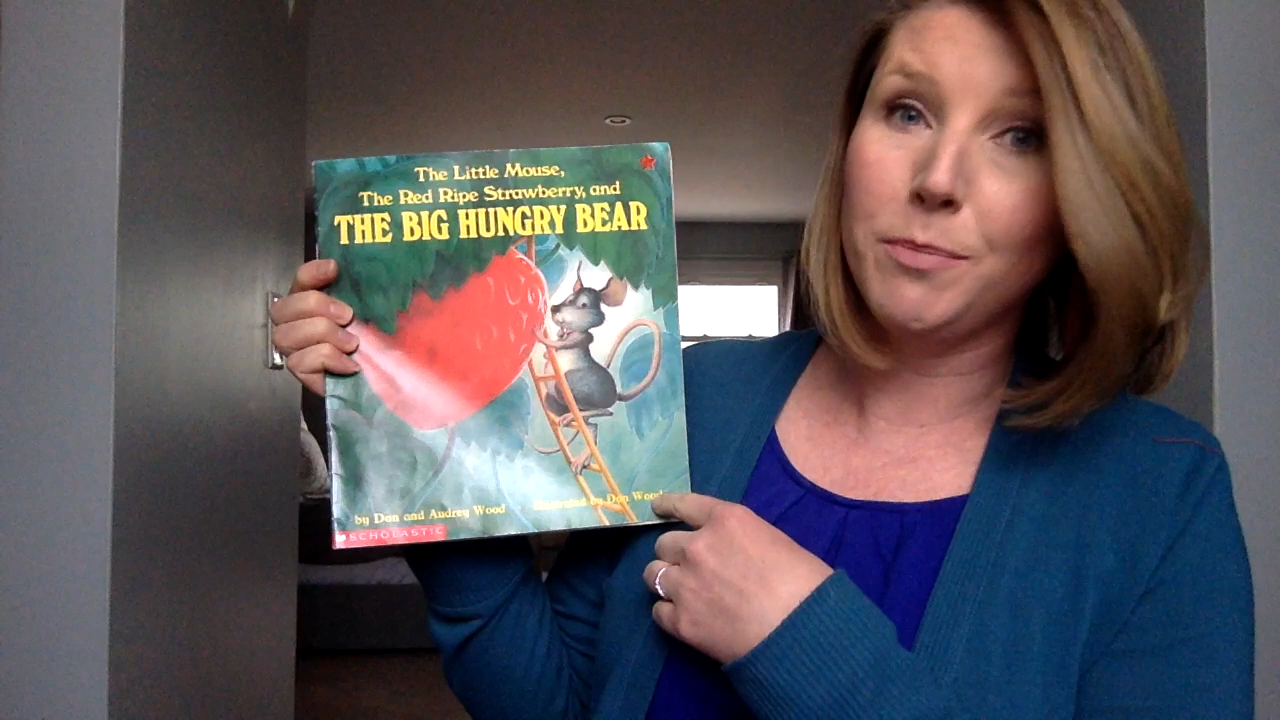 The Little Mouse,
The Red Ripe Strawberry, and
THE BIG HUNGRY BEAR
by Don and Audrey Wood
Illustrated by Don Wood
SCHOLASTIC